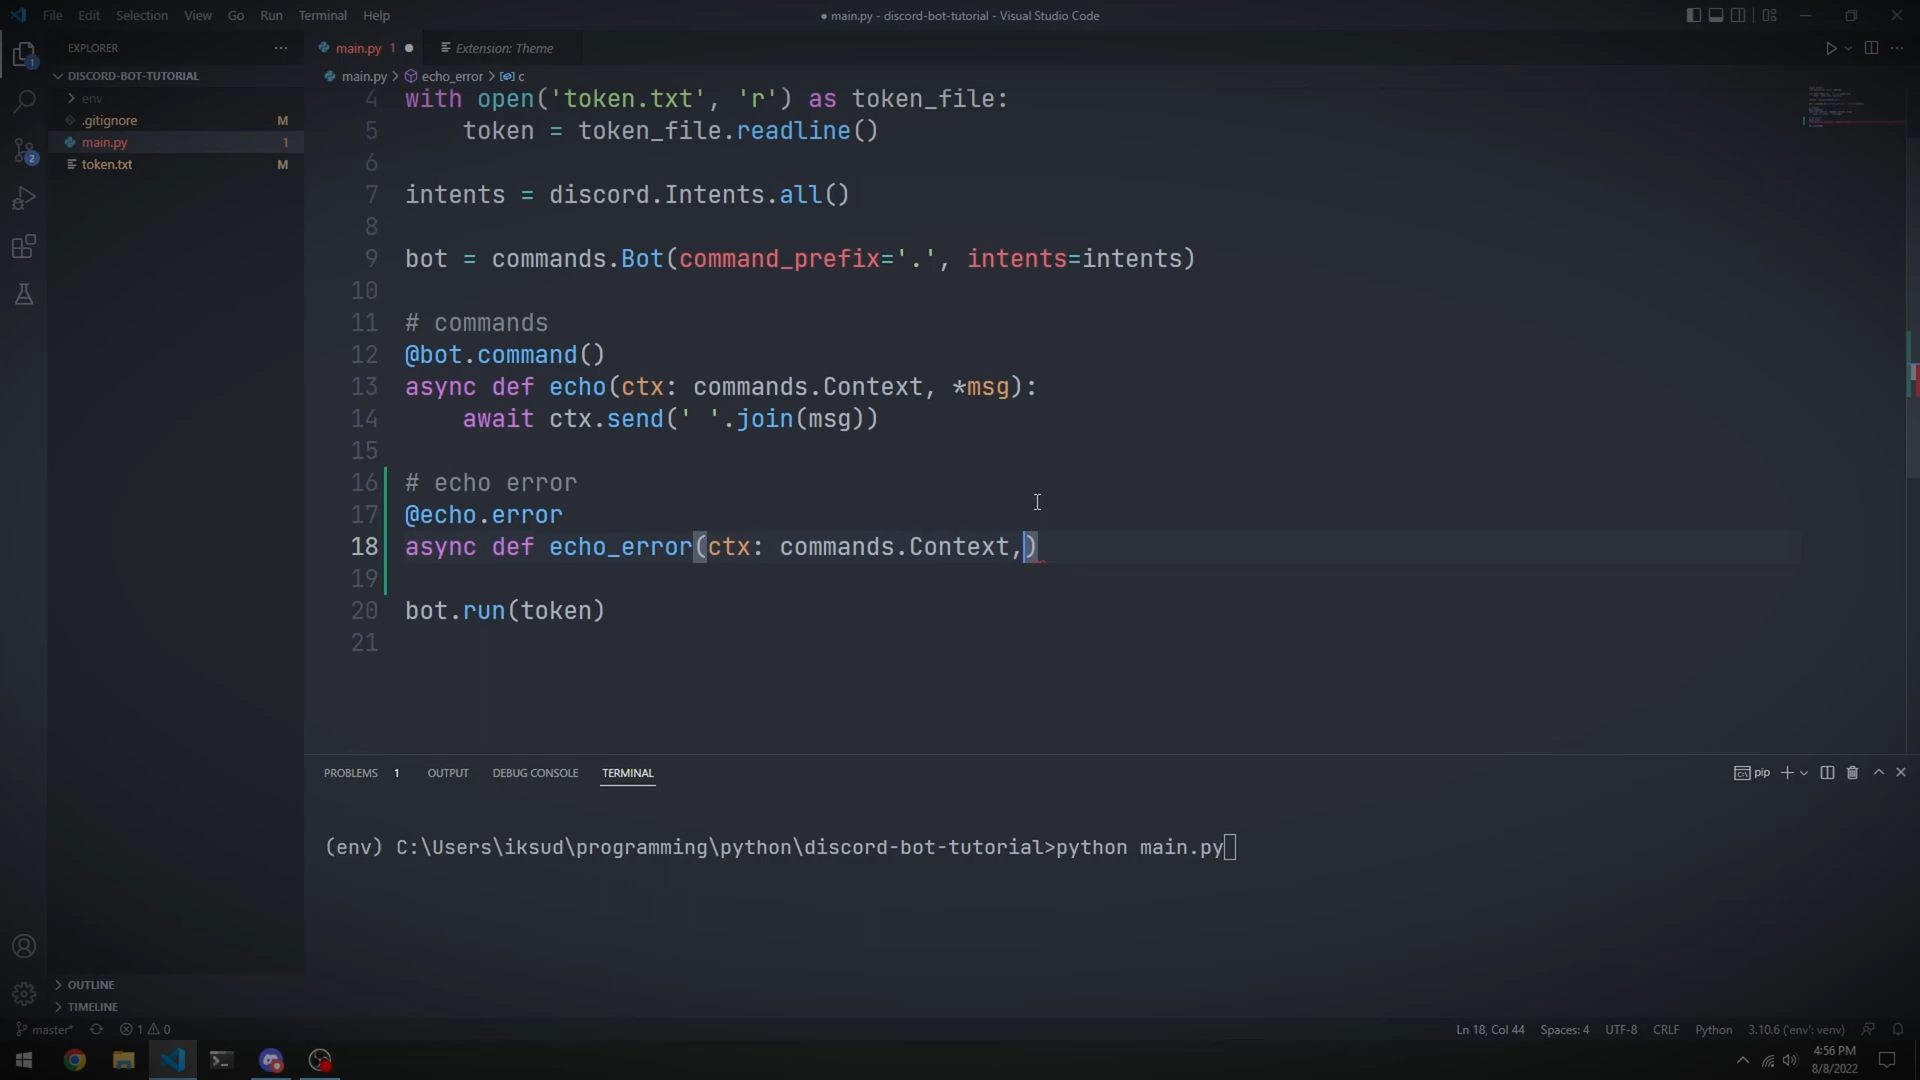 File Edit Selection View Go Run Terminal Help
● main.py - discord-bot-tutorial - Visual Studio Code
EXPLORER ···
main.py 1 ●
Extension: Theme
1
DISCORD-BOT-TUTORIAL
main.py > echo_error > c
env
.gitignore M
main.py 1
token.txt M
2
4 with open('token.txt', 'r') as token_file:
5 token = token_file.readline()
6
7 intents = discord.Intents.all()
8
9 bot = commands.Bot(command_prefix='.', intents=intents)
10
11 # commands
12 @bot.command()
13 async def echo(ctx: commands.Context, *msg):
14 await ctx.send(' '.join(msg))
15
16 # echo error
17 @echo.error
18 async def echo_error(ctx: commands.Context,)
19
20 bot.run(token)
21
PROBLEMS 1 OUTPUT DEBUG CONSOLE TERMINAL
pip
(env) C:\Users\iksud\programming\python\discord-bot-tutorial>python main.py
OUTLINE
TIMELINE
master* 1 0
Ln 18, Col 44 Spaces: 4 UTF-8 CRLF Python 3.10.6 ('env': venv)
4:56 PM
8/8/2022